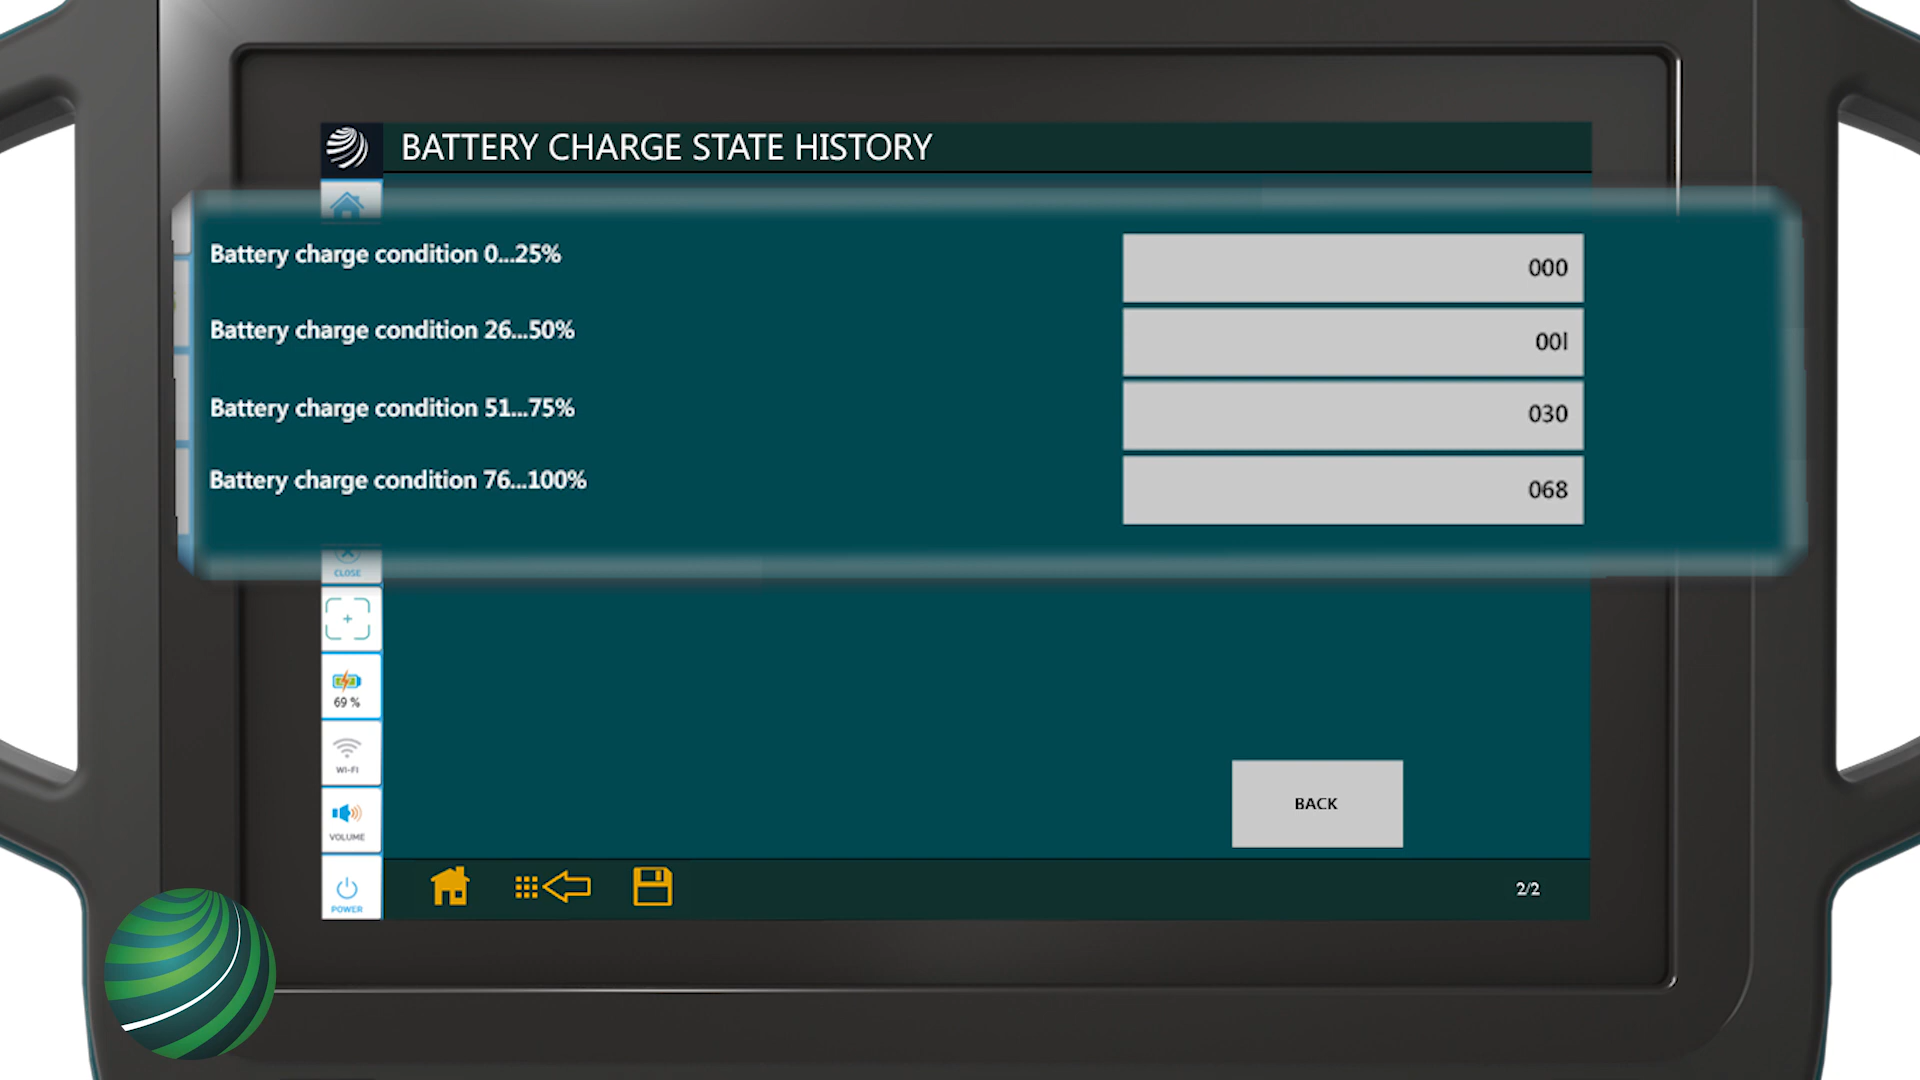 BATTERY CHARGE STATE HISTORY
Battery charge condition 0...25%
000
Battery charge condition 26...50%
00l
Battery charge condition 51...75%
030
Battery charge condition 76...100%
068
CLOSE
69 %
WI-FI
VOLUME
BACK
POWER
2/2